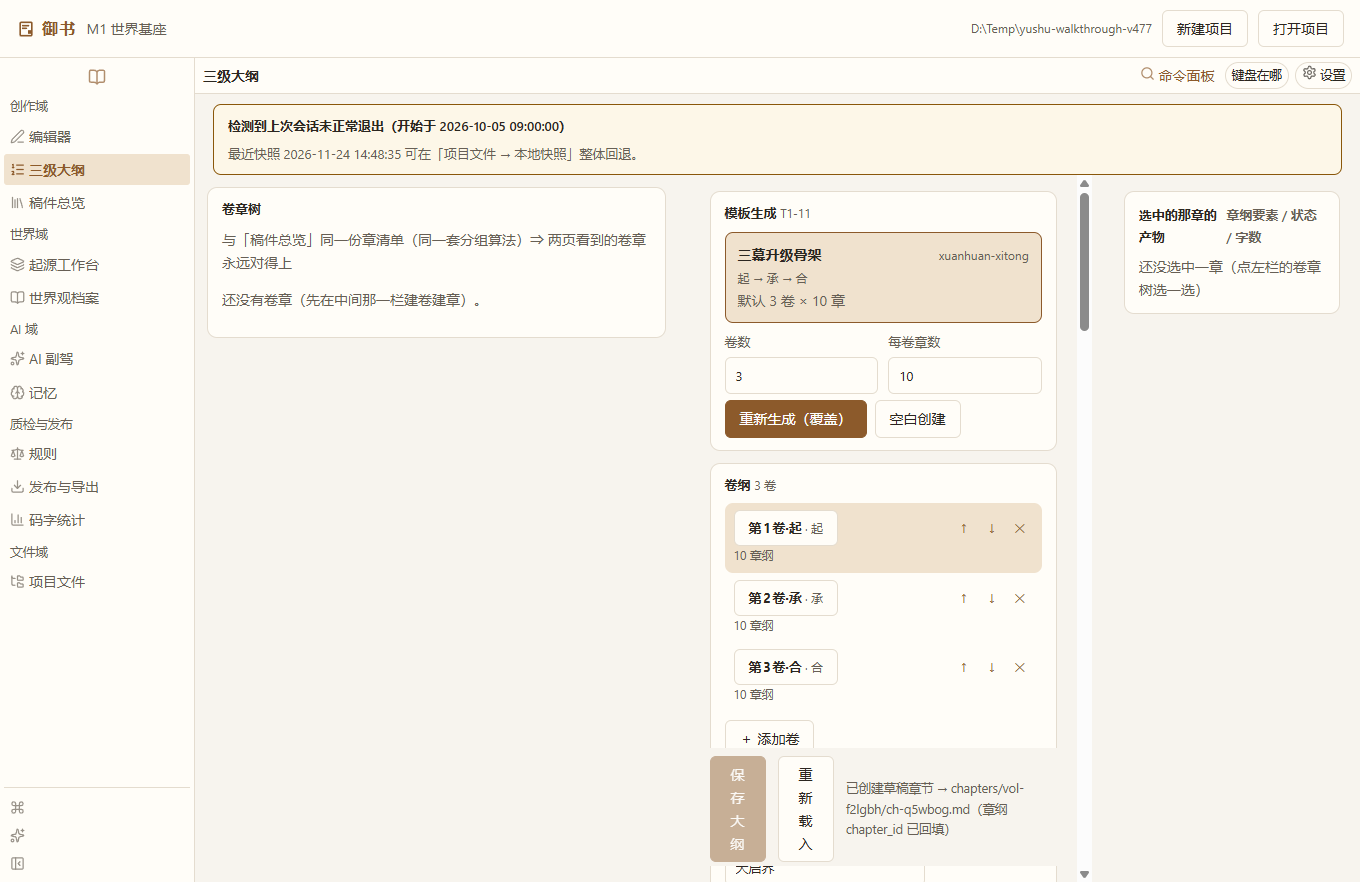 御书 M1 世界基座
D:\Temp\yushu-walkthrough-v477 新建项目 打开项目
创作域
编辑器
三级大纲
稿件总览
世界域
起源工作台
世界观档案
AI 域
AI 副驾
记忆
质检与发布
规则
发布与导出
码字统计
文件域
项目文件
三级大纲
命令面板 键盘在哪 设置
检测到上次会话未正常退出（开始于 2026-10-05 09:00:00）
最近快照 2026-11-24 14:48:35 可在「项目文件 → 本地快照」整体回退。
卷章树
与「稿件总览」同一份章清单（同一套分组算法）⇒ 两页看到的卷章
永远对得上
还没有卷章（先在中间那一栏建卷建章）。
模板生成 T1-11
三幕升级骨架 xuanhuan-xitong
起 → 承 → 合
默认 3 卷 × 10 章
卷数 每卷章数
3 10
重新生成（覆盖） 空白创建
卷纲 3 卷
第1卷·起 · 起 ↑ ↓ ×
10 章纲
第2卷·承 · 承 ↑ ↓ ×
10 章纲
第3卷·合 · 合 ↑ ↓ ×
10 章纲
+ 添加卷
保
存
大
纲
重
新
载
入
已创建草稿章节 → chapters/vol-
f2lgbh/ch-q5wbog.md（章纲
chapter_id 已回填）
选中的那章的
产物
章纲要素 / 状态
/ 字数
还没选中一章（点左栏的卷章
树选一选）